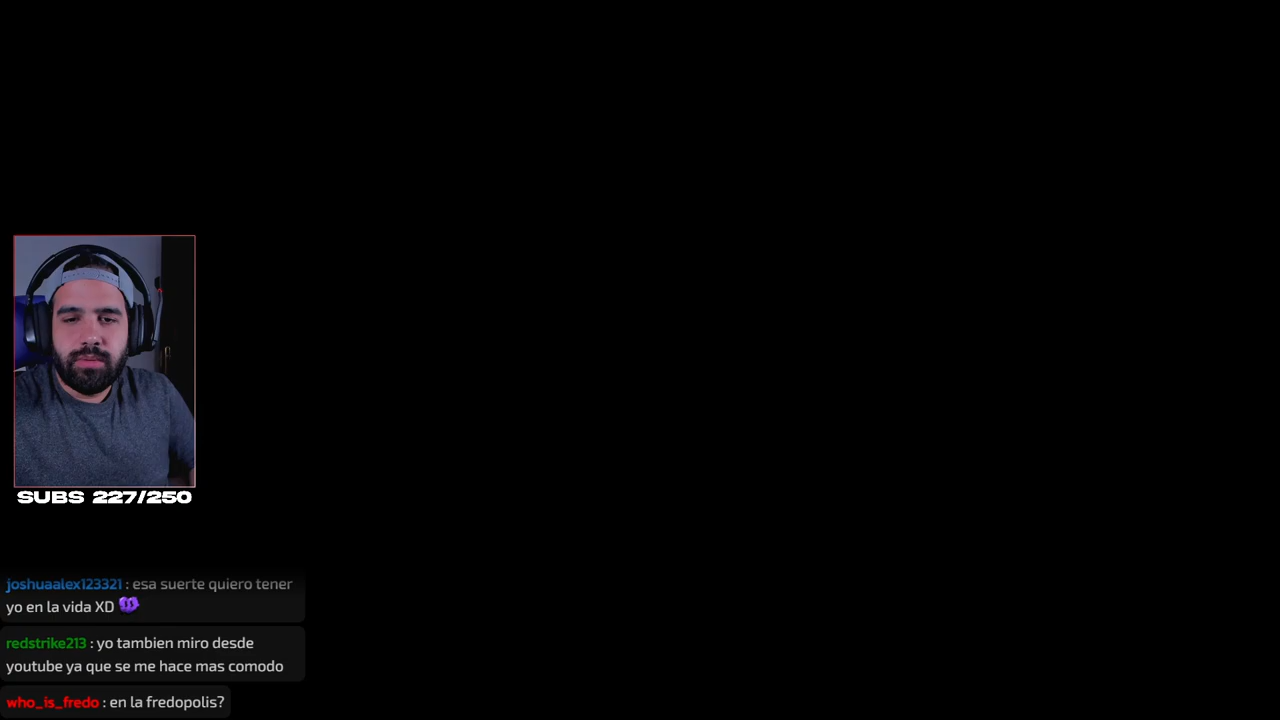 SUBS 227/250
joshuaalex123321 : esa suerte quiero tener
yo en la vida XD
redstrike213 : yo tambien miro desde
youtube ya que se me hace mas comodo
who_is_fredo : en la fredopolis?